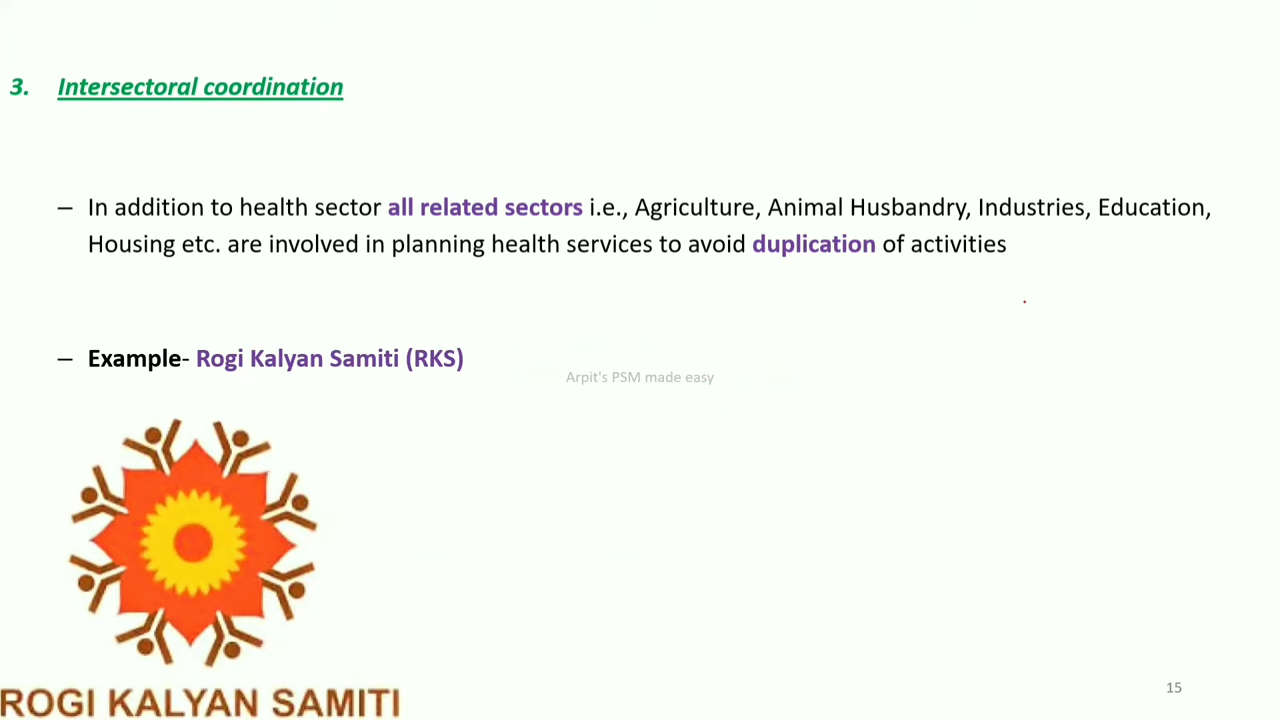 3. Intersectoral coordination
– In addition to health sector all related sectors i.e., Agriculture, Animal Husbandry, Industries, Education,
Housing etc. are involved in planning health services to avoid duplication of activities
– Example- Rogi Kalyan Samiti (RKS)
Arpit's PSM made easy
ROGI KALYAN SAMITI
15